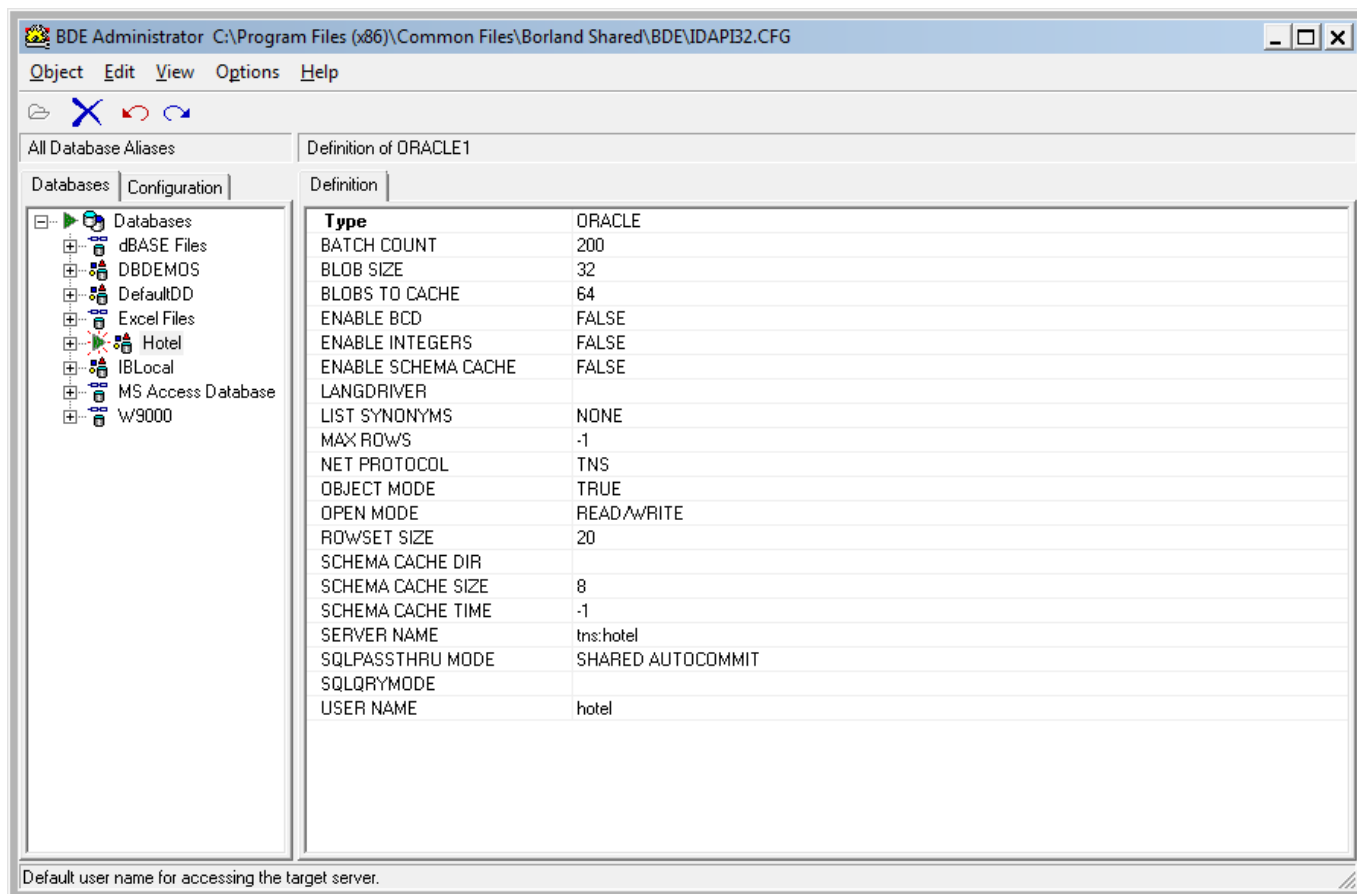 BDE Administrator C:\Program Files (x86)\Common Files\Borland Shared\BDE\IDAPI32.CFG
Object Edit View Options Help
All Database Aliases Definition of ORACLE1
Databases Configuration Definition
Databases
dBASE Files
DBDEMOS
DefaultDD
Excel Files
Hotel
IBLocal
MS Access Database
W9000
Type ORACLE
BATCH COUNT 200
BLOB SIZE 32
BLOBS TO CACHE 64
ENABLE BCD FALSE
ENABLE INTEGERS FALSE
ENABLE SCHEMA CACHE FALSE
LANGDRIVER
LIST SYNONYMS NONE
MAX ROWS -1
NET PROTOCOL TNS
OBJECT MODE TRUE
OPEN MODE READ/WRITE
ROWSET SIZE 20
SCHEMA CACHE DIR
SCHEMA CACHE SIZE 8
SCHEMA CACHE TIME -1
SERVER NAME tns:hotel
SQLPASSTHRU MODE SHARED AUTOCOMMIT
SQLQRYMODE
USER NAME hotel
Default user name for accessing the target server.